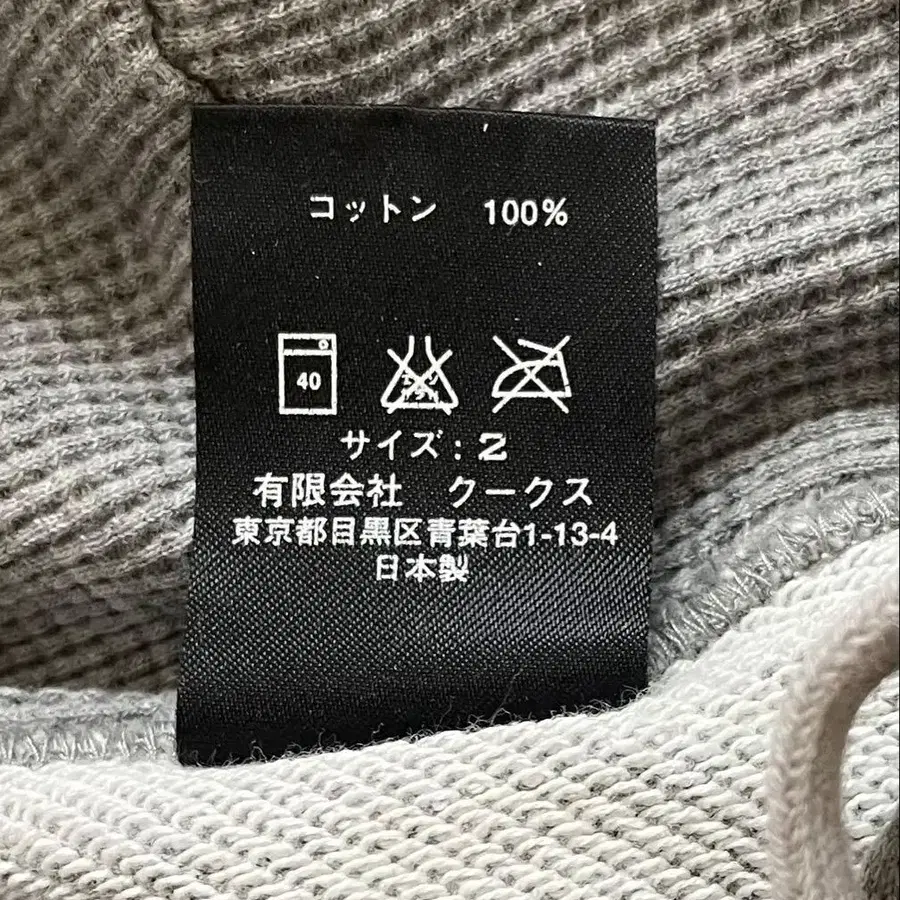 コットン 100%
40
サイズ : 2
有限会社 クークス
東京都目黒区青葉台1-13-4
日本製